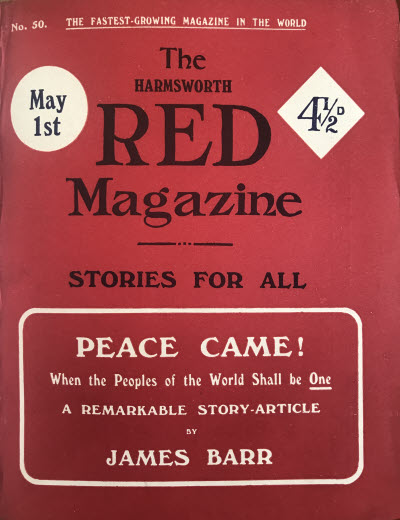 No. 50. THE FASTEST-GROWING MAGAZINE IN THE WORLD
The
HARMSWORTH
May
1st
4½D
RED
Magazine
STORIES FOR ALL
PEACE CAME!
When the Peoples of the World Shall be One
A REMARKABLE STORY-ARTICLE
BY
JAMES BARR